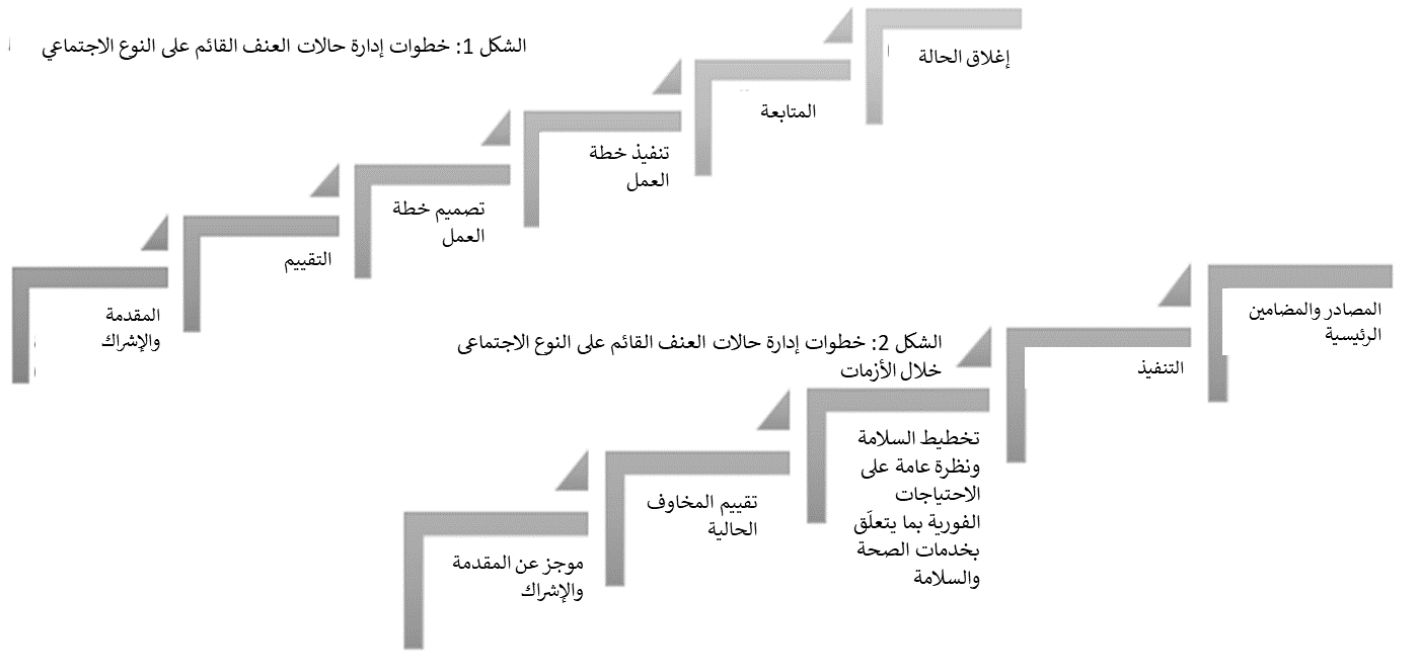 الشكل 1: خطوات إدارة حالات العنف القائم على النوع الاجتماعي
المقدمة
والإشراك
التقييم
تصميم خطة
العمل
تنفيذ خطة
العمل
المتابعة
إغلاق الحالة
الشكل 2: خطوات إدارة حالات العنف القائم على النوع الاجتماعى
خلال الأزمات
موجز عن المقدمة
والإشراك
تقييم المخاوف
الحالية
تخطيط السلامة
ونظرة عامة على
الاحتياجات
الفورية بما يتعلَق
بخدمات الصحة
والسلامة
التنفيذ
المصادر والمضامين
الرئيسية